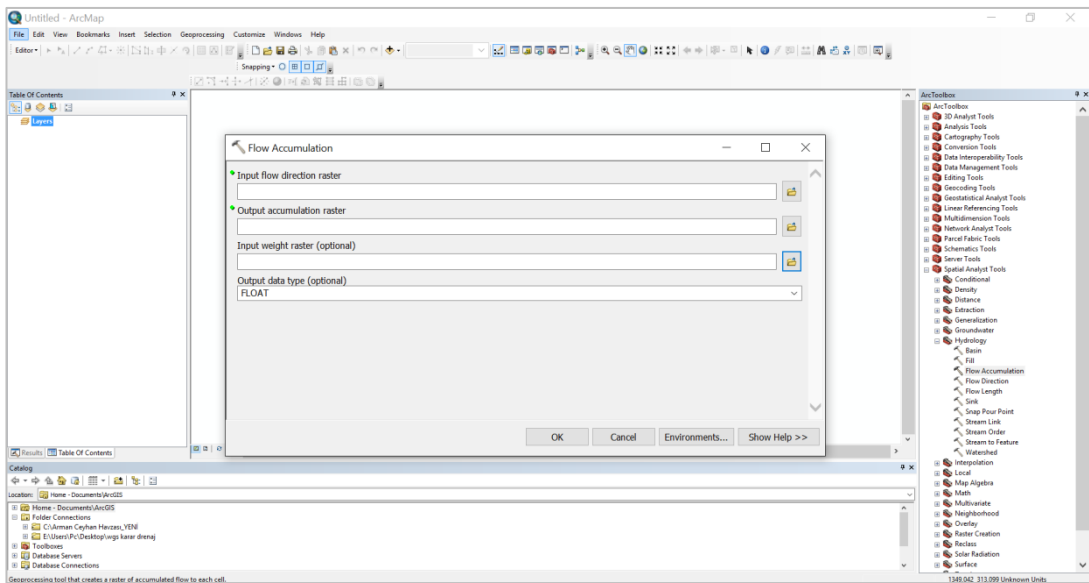 Untitled - ArcMap
File Edit View Bookmarks Insert Selection Geoprocessing Customize Windows Help
Editor
Snapping
Table Of Contents
Layers
Results Table Of Contents
Flow Accumulation
Input flow direction raster
Output accumulation raster
Input weight raster (optional)
Output data type (optional)
FLOAT
OK Cancel Environments... Show Help >>
ArcToolbox
ArcToolbox
3D Analyst Tools
Analysis Tools
Cartography Tools
Conversion Tools
Data Interoperability Tools
Data Management Tools
Editing Tools
Geocoding Tools
Geostatistical Analyst Tools
Linear Referencing Tools
Multidimension Tools
Network Analyst Tools
Parcel Fabric Tools
Schematics Tools
Server Tools
Spatial Analyst Tools
Conditional
Density
Distance
Extraction
Generalization
Groundwater
Hydrology
Basin
Fill
Flow Accumulation
Flow Direction
Flow Length
Sink
Snap Pour Point
Stream Link
Stream Order
Stream to Feature
Watershed
Interpolation
Local
Map Algebra
Math
Multivariate
Neighborhood
Overlay
Raster Creation
Reclass
Solar Radiation
Surface
Catalog
Location: Home - Documents\ArcGIS
Home - Documents\ArcGIS
Folder Connections
C:\Arman Ceyhan Havzası_YENİ
E:\Users\Pc\Desktop\wgs karar drenaj
Toolboxes
Database Servers
Database Connections
Geoprocessing tool that creates a raster of accumulated flow to each cell.
1349,042 313,099 Unknown Units